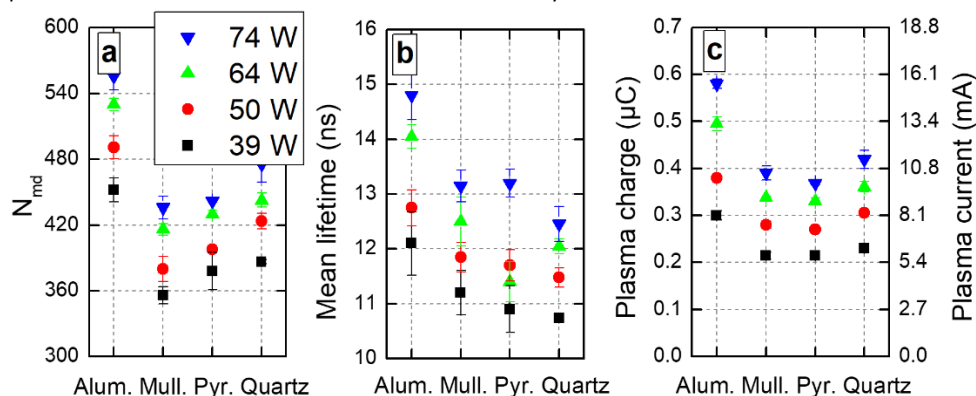 a
74 W
64 W
50 W
39 W
N_md
600
540
480
420
360
300
Alum. Mull. Pyr. Quartz
b
Mean lifetime (ns)
16
15
14
13
12
11
10
Alum. Mull. Pyr. Quartz
c
Plasma charge (µC)
0.7
0.6
0.5
0.4
0.3
0.2
0.1
0.0
Alum. Mull. Pyr. Quartz
18.8
16.1
13.4
10.8
8.1
5.4
2.7
0.0
Plasma current (mA)